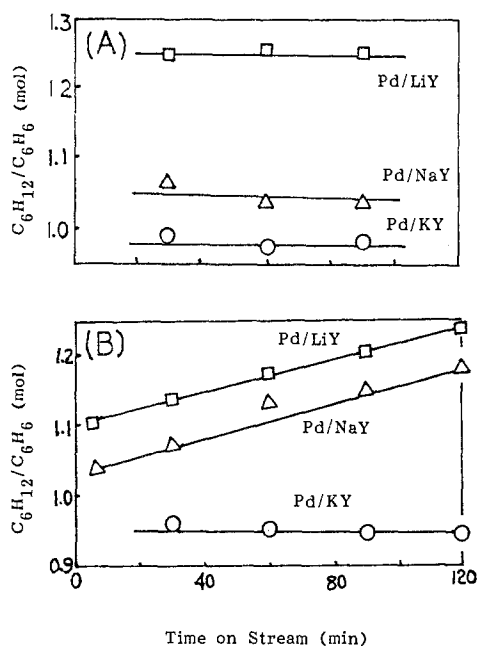 (A)
1.3
1.2
1.1
1.0
C6H12/C6H6 (mol)
Pd/LiY
Pd/NaY
Pd/KY
(B)
1.2
1.1
1.0
0.9
C6H12/C6H6 (mol)
Pd/LiY
Pd/NaY
Pd/KY
0 40 80 120
Time on Stream (min)